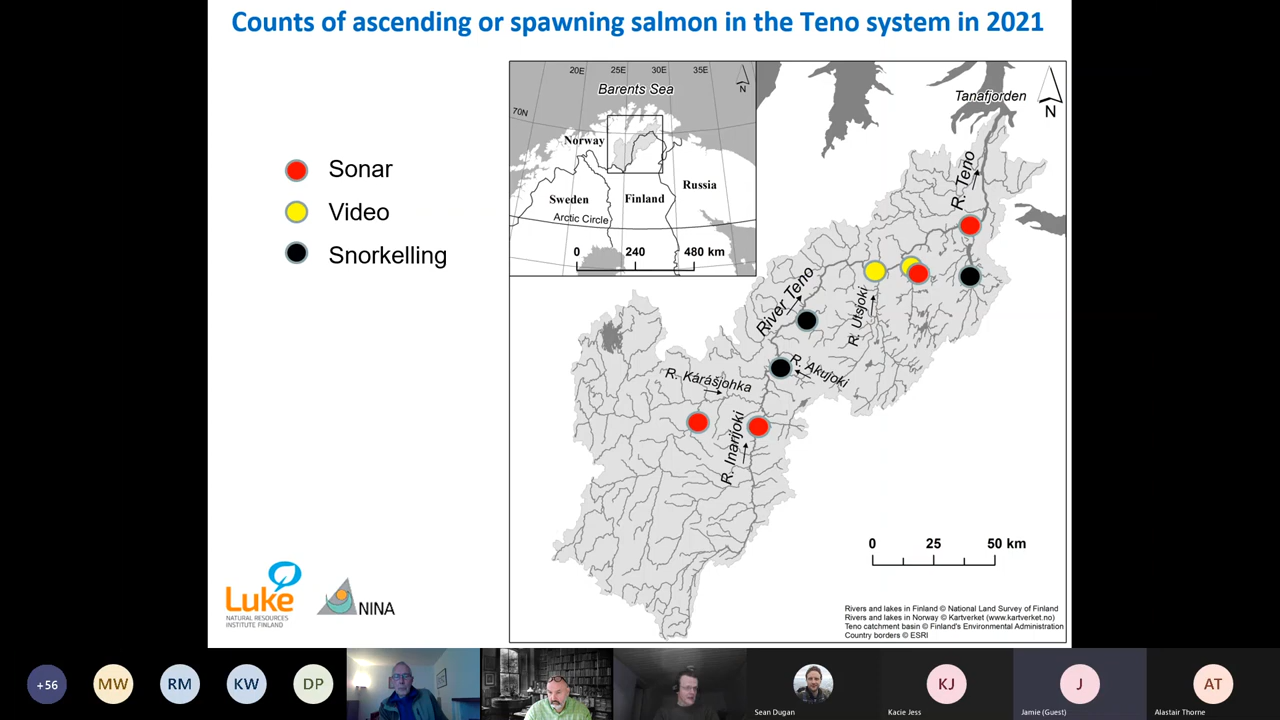 Counts of ascending or spawning salmon in the Teno system in 2021
Sonar
Video
Snorkelling
20E 25E 30E 35E
70N
Barents Sea
N
Norway
Sweden
Finland
Russia
Arctic Circle
0 240 480 km
Tanafjorden
N
R. Teno
River Teno
R. Utsjoki
R. Akujoki
R. Kárášjohka
R. Inarijoki
0 25 50 km
Rivers and lakes in Finland © National Land Survey of Finland
Rivers and lakes in Norway © Kartverket (www.kartverket.no)
Teno catchment basin © Finland's Environmental Administration
Country borders © ESRI
Luke
NATURAL RESOURCES
INSTITUTE FINLAND
NINA
+56
MW
RM
KW
DP
Sean Dugan
KJ
Kacie Jess
J
Jamie (Guest)
AT
Alastair Thorne